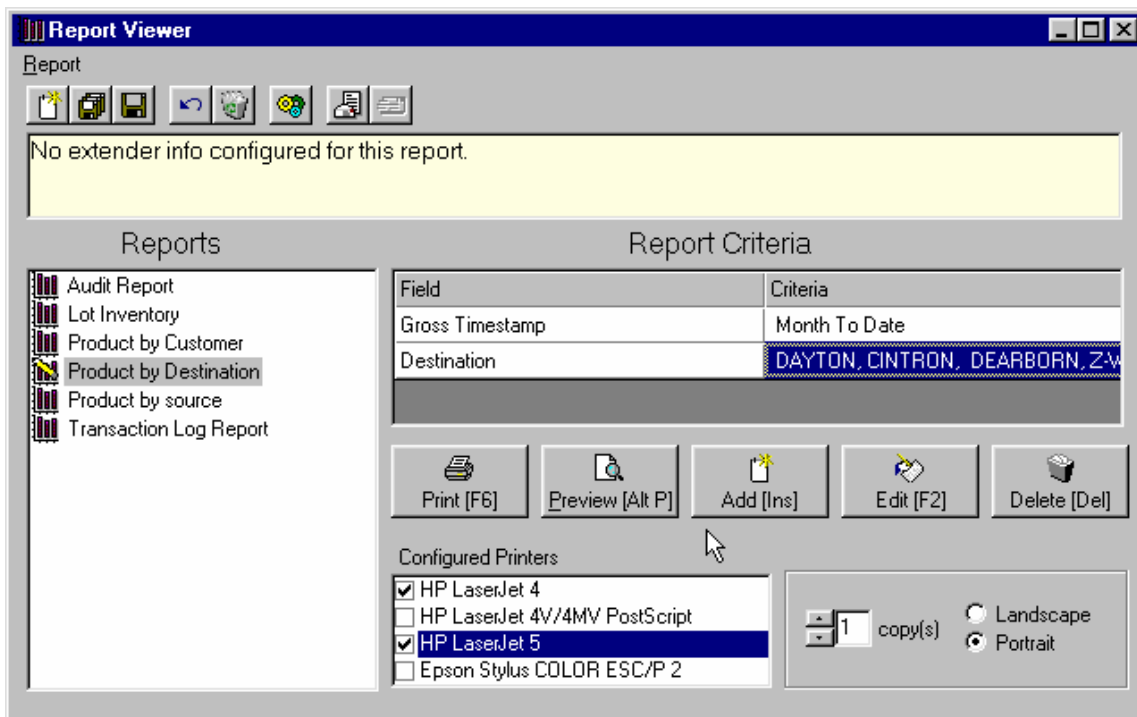 Report Viewer
Report
No extender info configured for this report.
Reports
Report Criteria
Audit Report
Lot Inventory
Product by Customer
Product by Destination
Product by source
Transaction Log Report
Field Criteria
Gross Timestamp Month To Date
Destination DAYTON, CINTRON, DEARBORN, Z-W
Print [F6]
Preview [Alt P]
Add [Ins]
Edit [F2]
Delete [Del]
Configured Printers
HP LaserJet 4
HP LaserJet 4V/4MV PostScript
HP LaserJet 5
Epson Stylus COLOR ESC/P 2
1 copy(s)
Landscape
Portrait